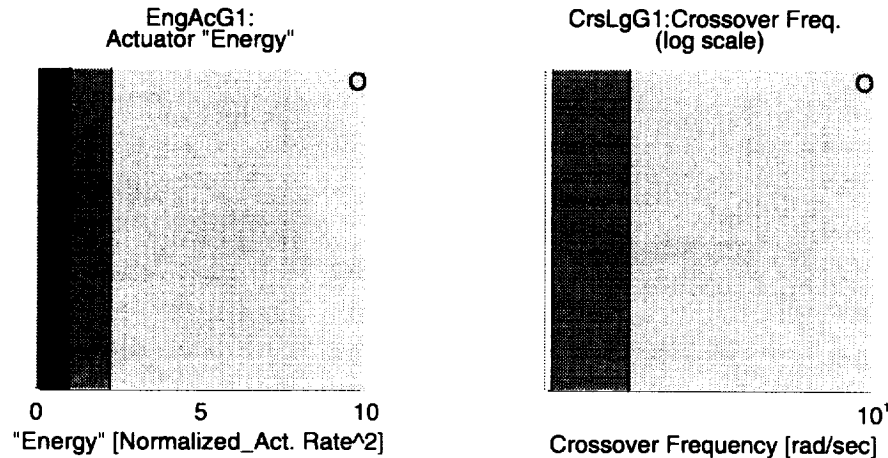 EngAcG1:
Actuator "Energy"
O
0 5 10
"Energy" [Normalized_Act. Rate^2]
CrsLgG1:Crossover Freq.
(log scale)
O
10¹
Crossover Frequency [rad/sec]